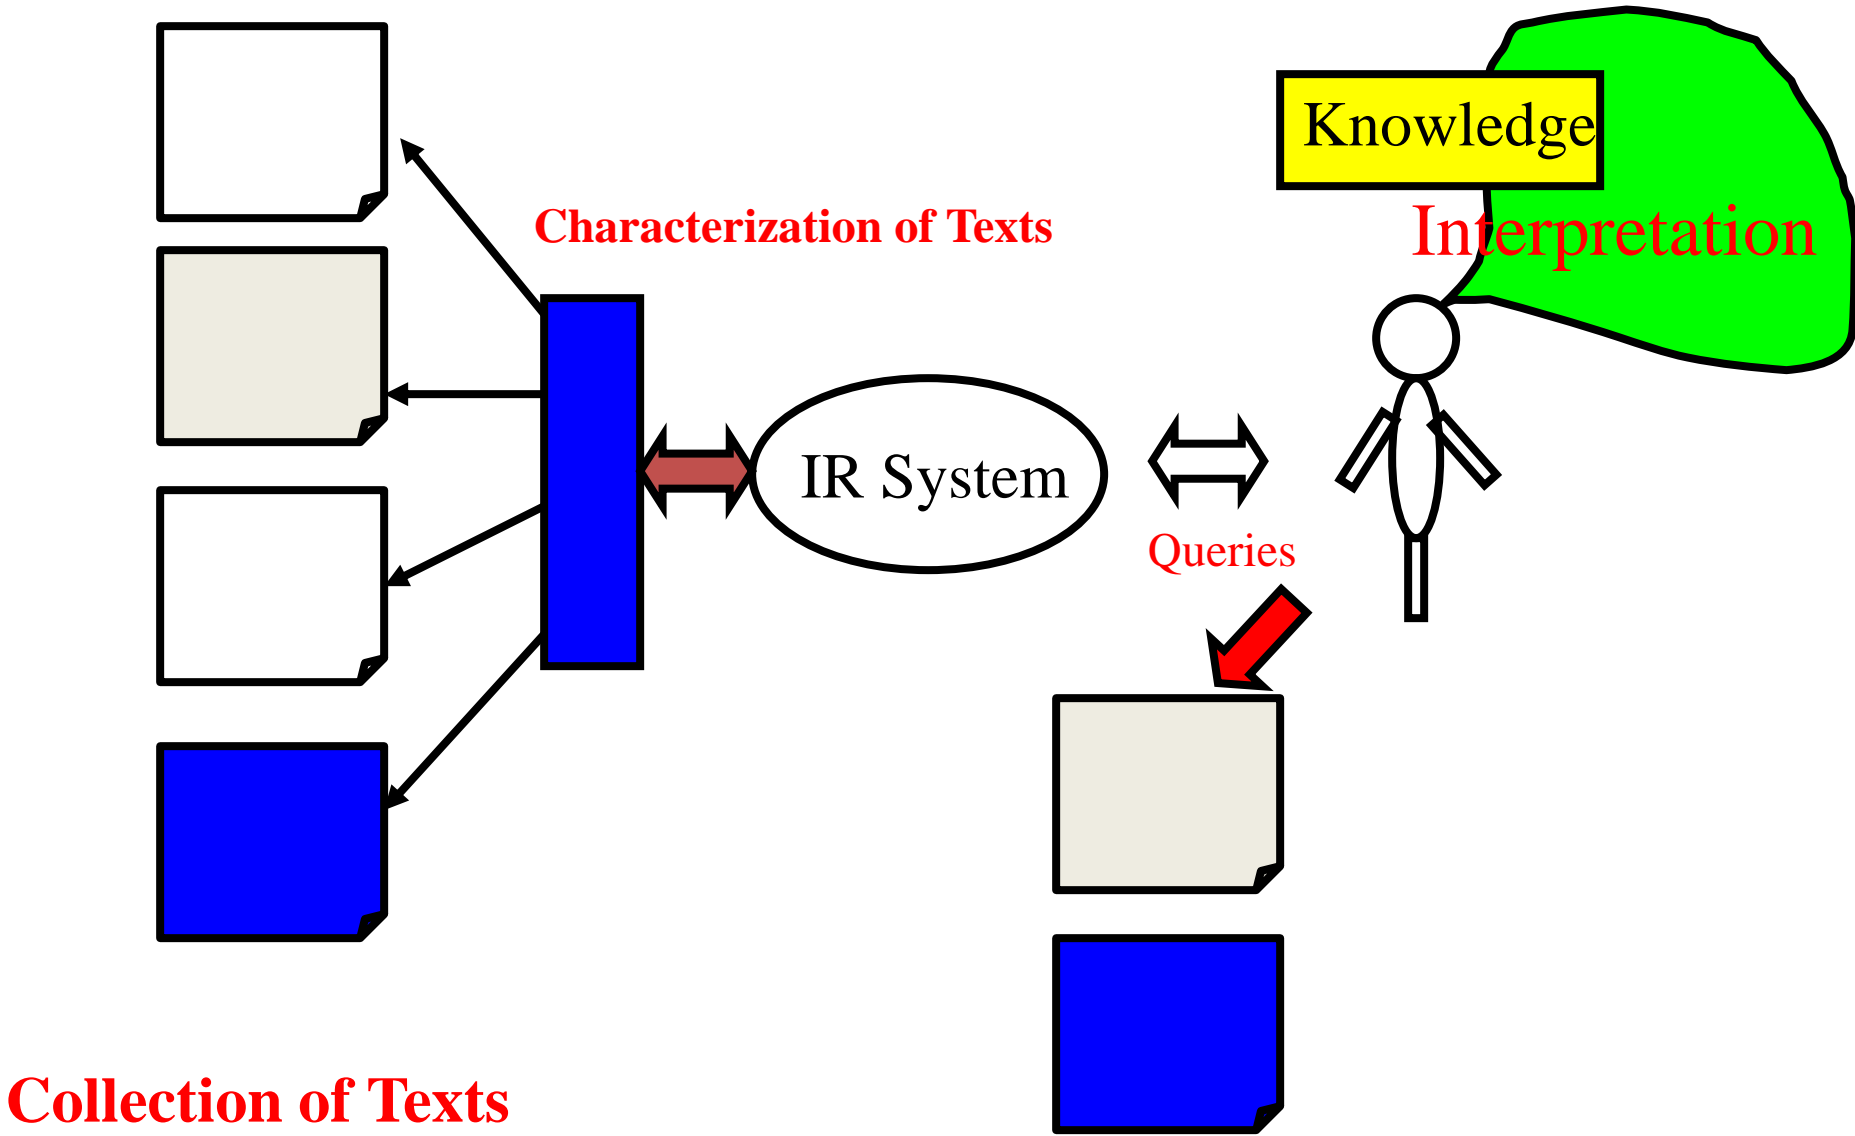 Knowledge
Characterization of Texts
Interpretation
IR System
Queries
Collection of Texts